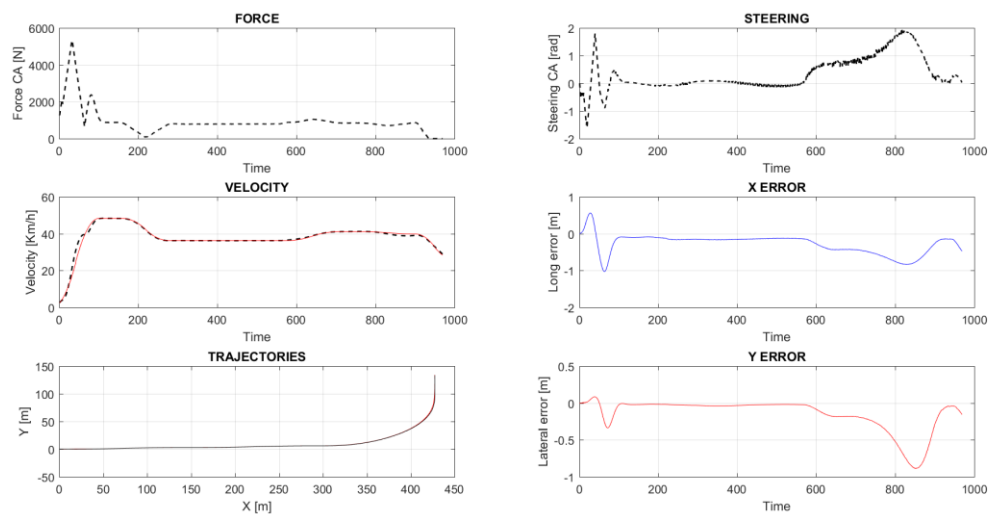 FORCE
6000
4000
2000
0
Force CA [N]
0 200 400 600 800 1000
Time
STEERING
2
1
0
-1
-2
Steering CA [rad]
0 200 400 600 800 1000
Time
VELOCITY
60
40
20
0
Velocity [Km/h]
0 200 400 600 800 1000
Time
X ERROR
1
0
-1
-2
Long error [m]
0 200 400 600 800 1000
Time
TRAJECTORIES
150
100
50
0
-50
Y [m]
0 50 100 150 200 250 300 350 400 450
X [m]
Y ERROR
0.5
0
-0.5
-1
Lateral error [m]
0 200 400 600 800 1000
Time